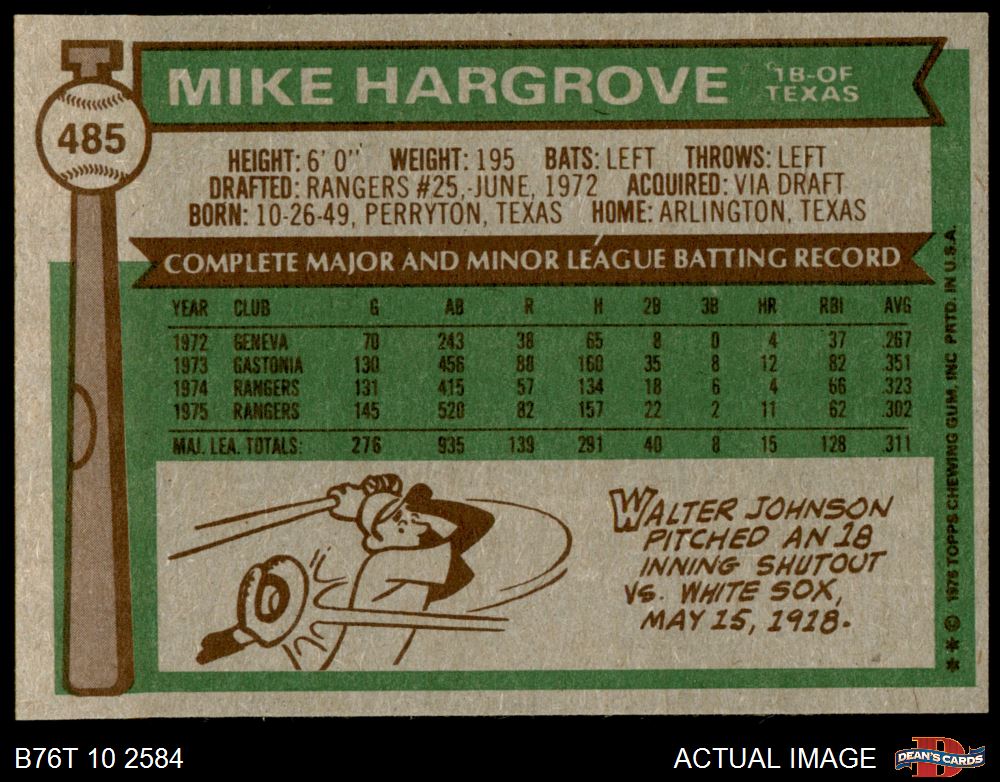 MIKE HARGROVE 1B-OF
TEXAS
485
HEIGHT: 6' 0'' WEIGHT: 195 BATS: LEFT THROWS: LEFT
DRAFTED: RANGERS #25,-JUNE, 1972 ACQUIRED: VIA DRAFT
BORN: 10-26-49, PERRYTON, TEXAS HOME: ARLINGTON, TEXAS
COMPLETE MAJOR AND MINOR LEAGUE BATTING RECORD
YEAR CLUB G AB R H 2B 3B HR RBI AVG
1972 GENEVA 70 243 38 65 8 0 4 37 .267
1973 GASTONIA 130 456 88 160 35 8 12 82 .351
1974 RANGERS 131 415 57 134 18 6 4 66 .323
1975 RANGERS 145 520 82 157 22 2 11 62 .302
MAJ. LEA. TOTALS: 276 935 139 291 40 8 15 128 .311
WALTER JOHNSON
PITCHED AN 18
INNING SHUTOUT
VS. WHITE SOX,
MAY 15, 1918.
** © 1976 TOPPS CHEWING GUM, INC PRTD. IN U.S.A.
B76T 10 2584 ACTUAL IMAGE D
DEAN'S CARDS